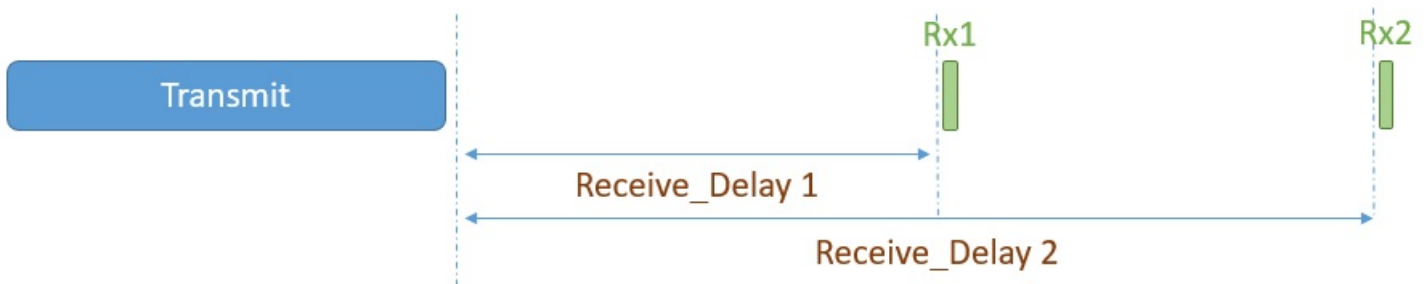 Rx1
Rx2
Transmit
Receive_Delay 1
Receive_Delay 2